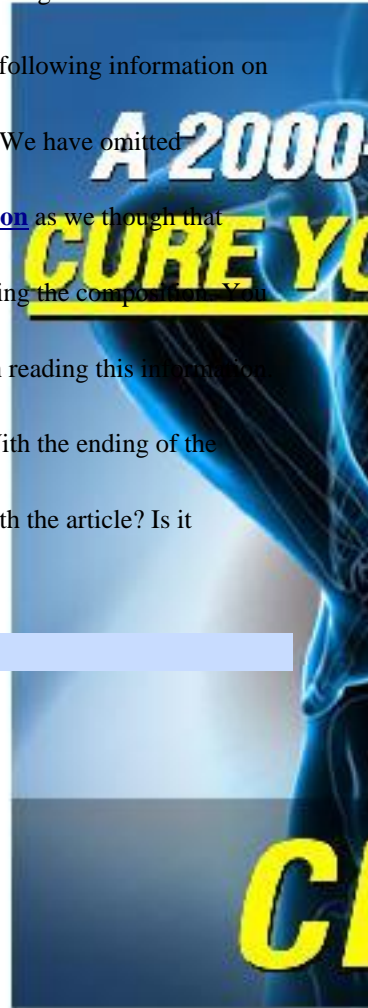 following information on
We have omitted
A 2000-
on as we though that
CURE YO
ing the composition. You
reading this information
ith the ending of the
th the article? Is it
C